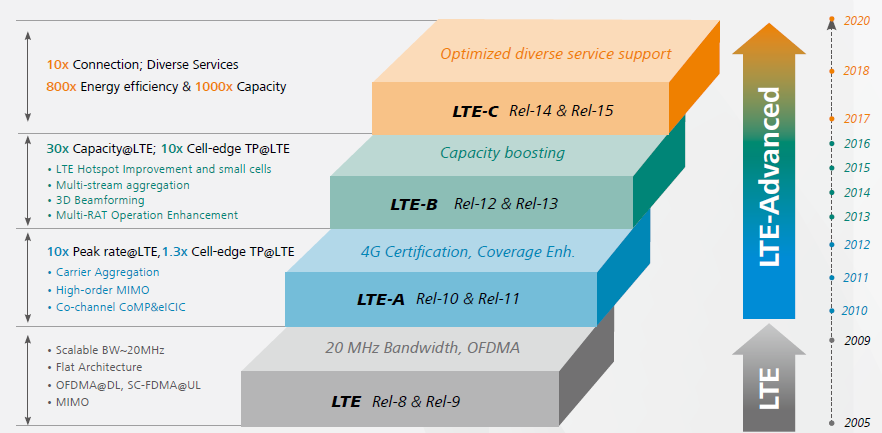 10x Connection; Diverse Services
800x Energy efficiency & 1000x Capacity
Optimized diverse service support
LTE-C Rel-14 & Rel-15
30x Capacity@LTE; 10x Cell-edge TP@LTE
• LTE Hotspot Improvement and small cells
• Multi-stream aggregation
• 3D Beamforming
• Multi-RAT Operation Enhancement
Capacity boosting
LTE-B Rel-12 & Rel-13
10x Peak rate@LTE,1.3x Cell-edge TP@LTE
• Carrier Aggregation
• High-order MIMO
• Co-channel CoMP&eICIC
4G Certification, Coverage Enh.
LTE-A Rel-10 & Rel-11
• Scalable BW~20MHz
• Flat Architecture
• OFDMA@DL, SC-FDMA@UL
• MIMO
20 MHz Bandwidth, OFDMA
LTE Rel-8 & Rel-9
LTE-Advanced
LTE
2020
2018
2017
2016
2015
2014
2013
2012
2011
2010
2009
2005